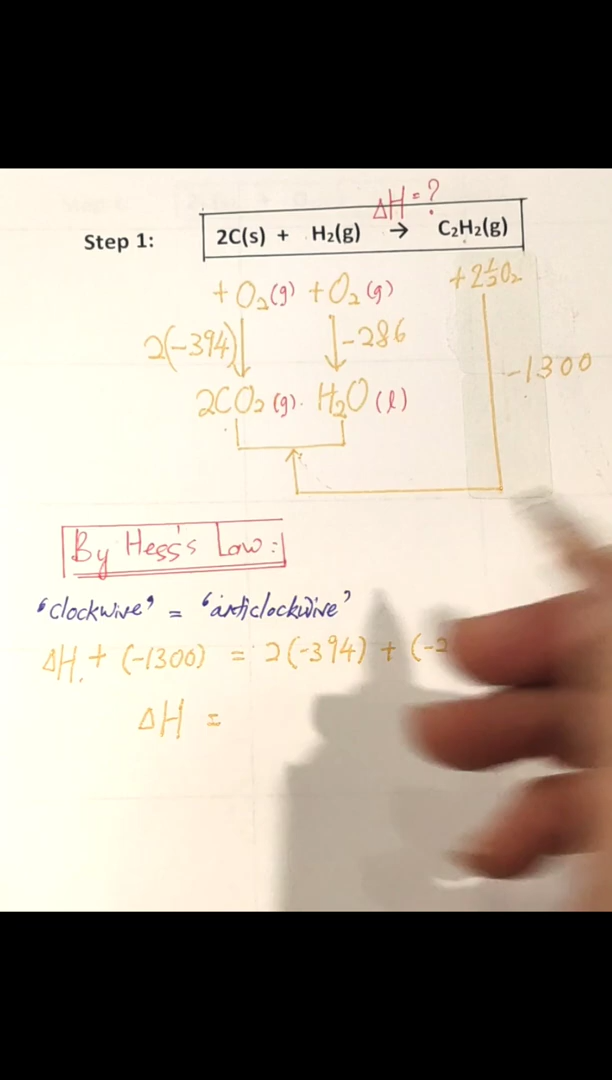 ΔH = ?
Step 1: 2C(s) + H₂(g) → C₂H₂(g)
+ O₂(g) + O₂(g) +2½O₂
2(-394) -286
-1300
2CO₂(g). H₂O(l)
By Hess's Law:
'clockwise' = 'anticlockwise'
ΔH. + (-1300) = 2(-394) + (-2
ΔH =